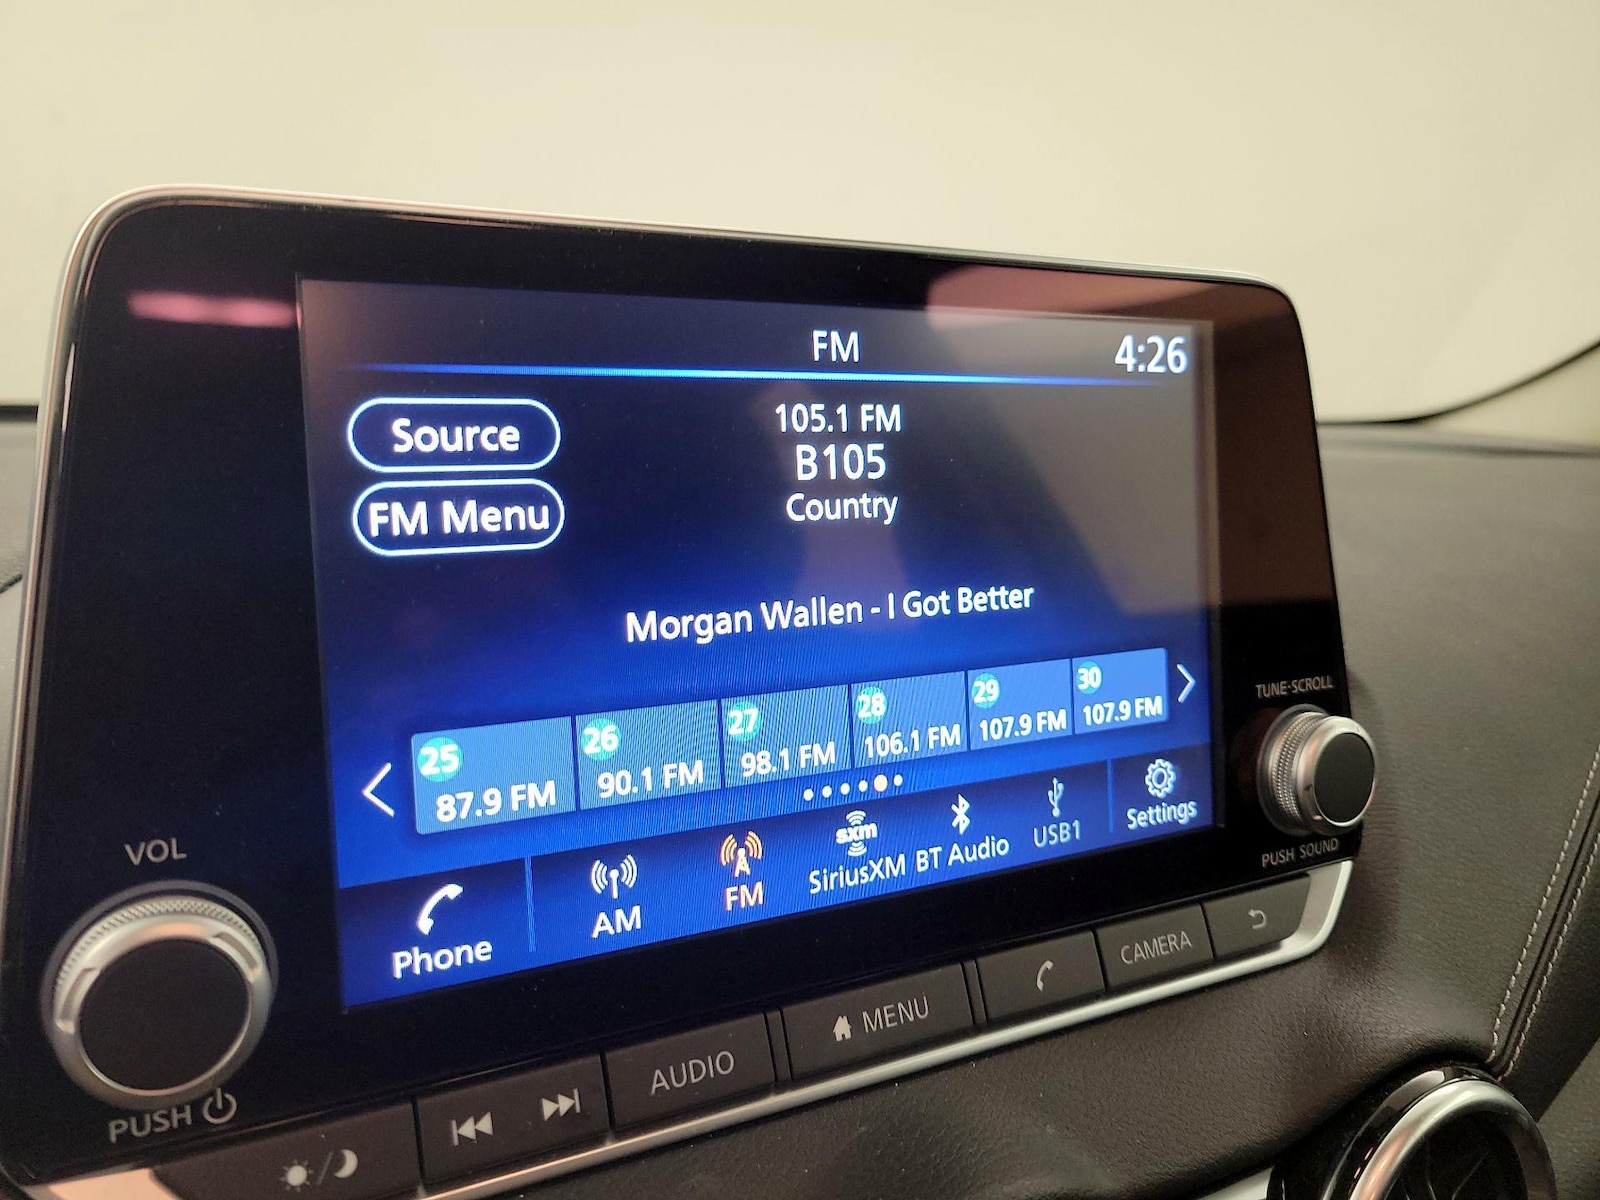 FM
4:26
Source
105.1 FM
B105
FM Menu
Country
Morgan Wallen - I Got Better
25
87.9 FM
26
90.1 FM
27
98.1 FM
28
106.1 FM
29
107.9 FM
30
107.9 FM
Phone
AM
FM
sxm
SiriusXM
BT Audio
USB1
Settings
VOL
PUSH
TUNE·SCROLL
PUSH SOUND
AUDIO
MENU
CAMERA